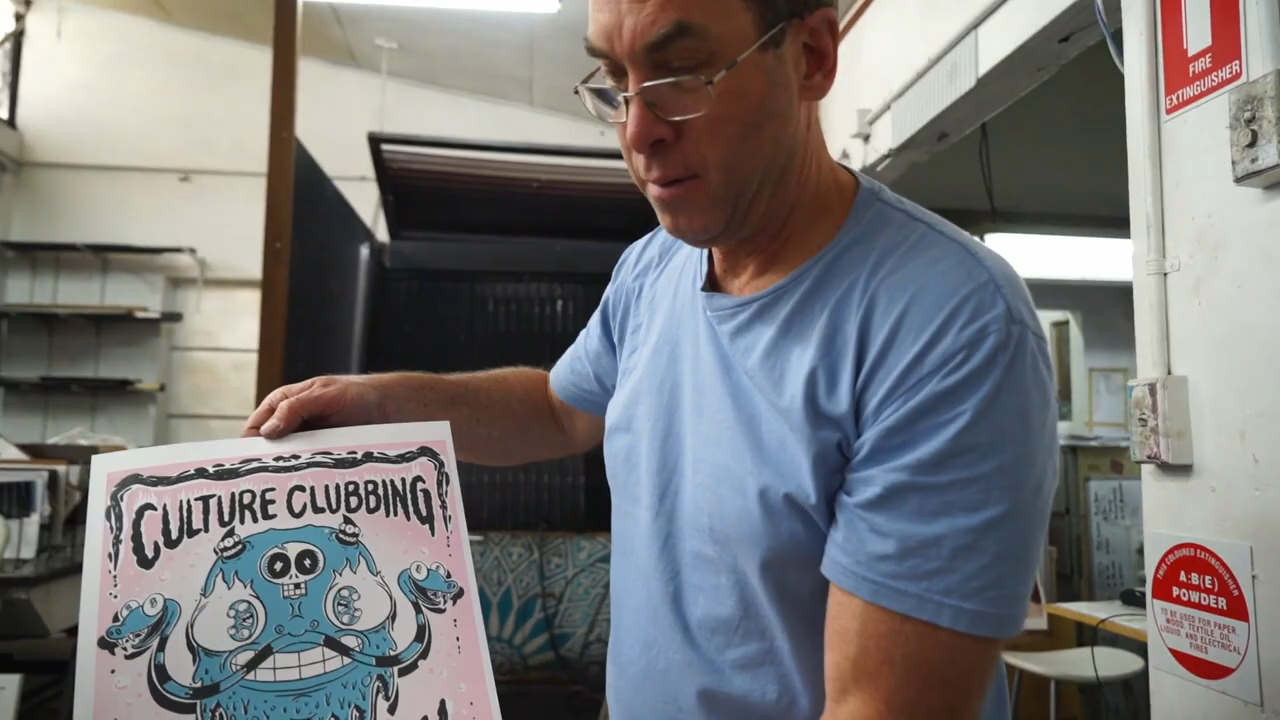 FIRE
EXTINGUISHER
CULTURE CLUBBING
THIS COLOURED EXTINGUISHER
A:B(E)
POWDER
TO BE USED FOR PAPER,
WOOD, TEXTILE, OIL,
LIQUID, AND ELECTRICAL
FIRES